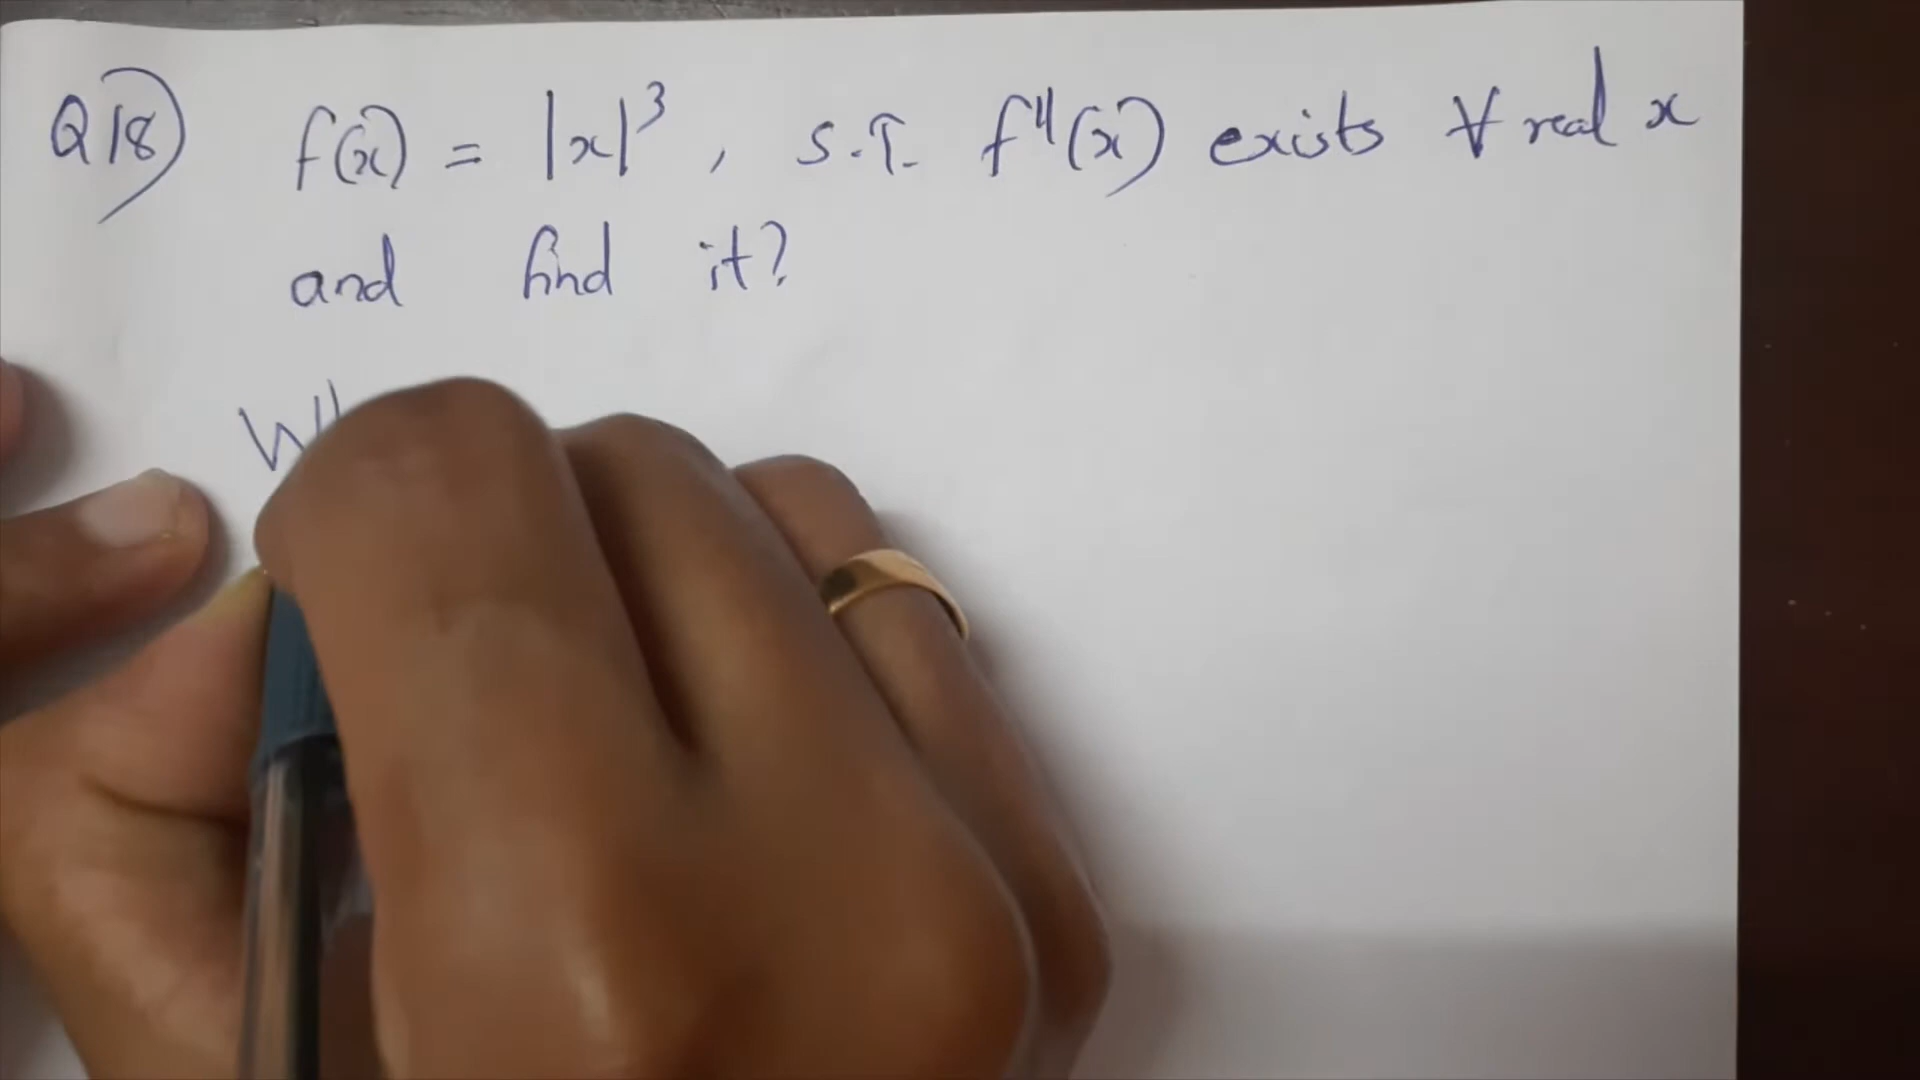 Q18) f(x) = |x|³, S.T. f''(x) exists ∀ real x
and find it?